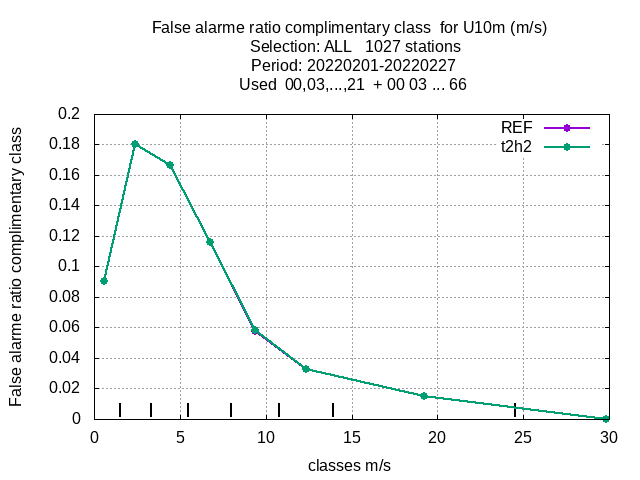 False alarme ratio complimentary class  for U10m (m/s)
Selection: ALL   1027 stations
Period: 20220201-20220227
Used  00,03,...,21  + 00 03 ... 66
REF
t2h2
False alarme ratio complimentary class
0.2
0.18
0.16
0.14
0.12
0.1
0.08
0.06
0.04
0.02
0
0 5 10 15 20 25 30
classes m/s